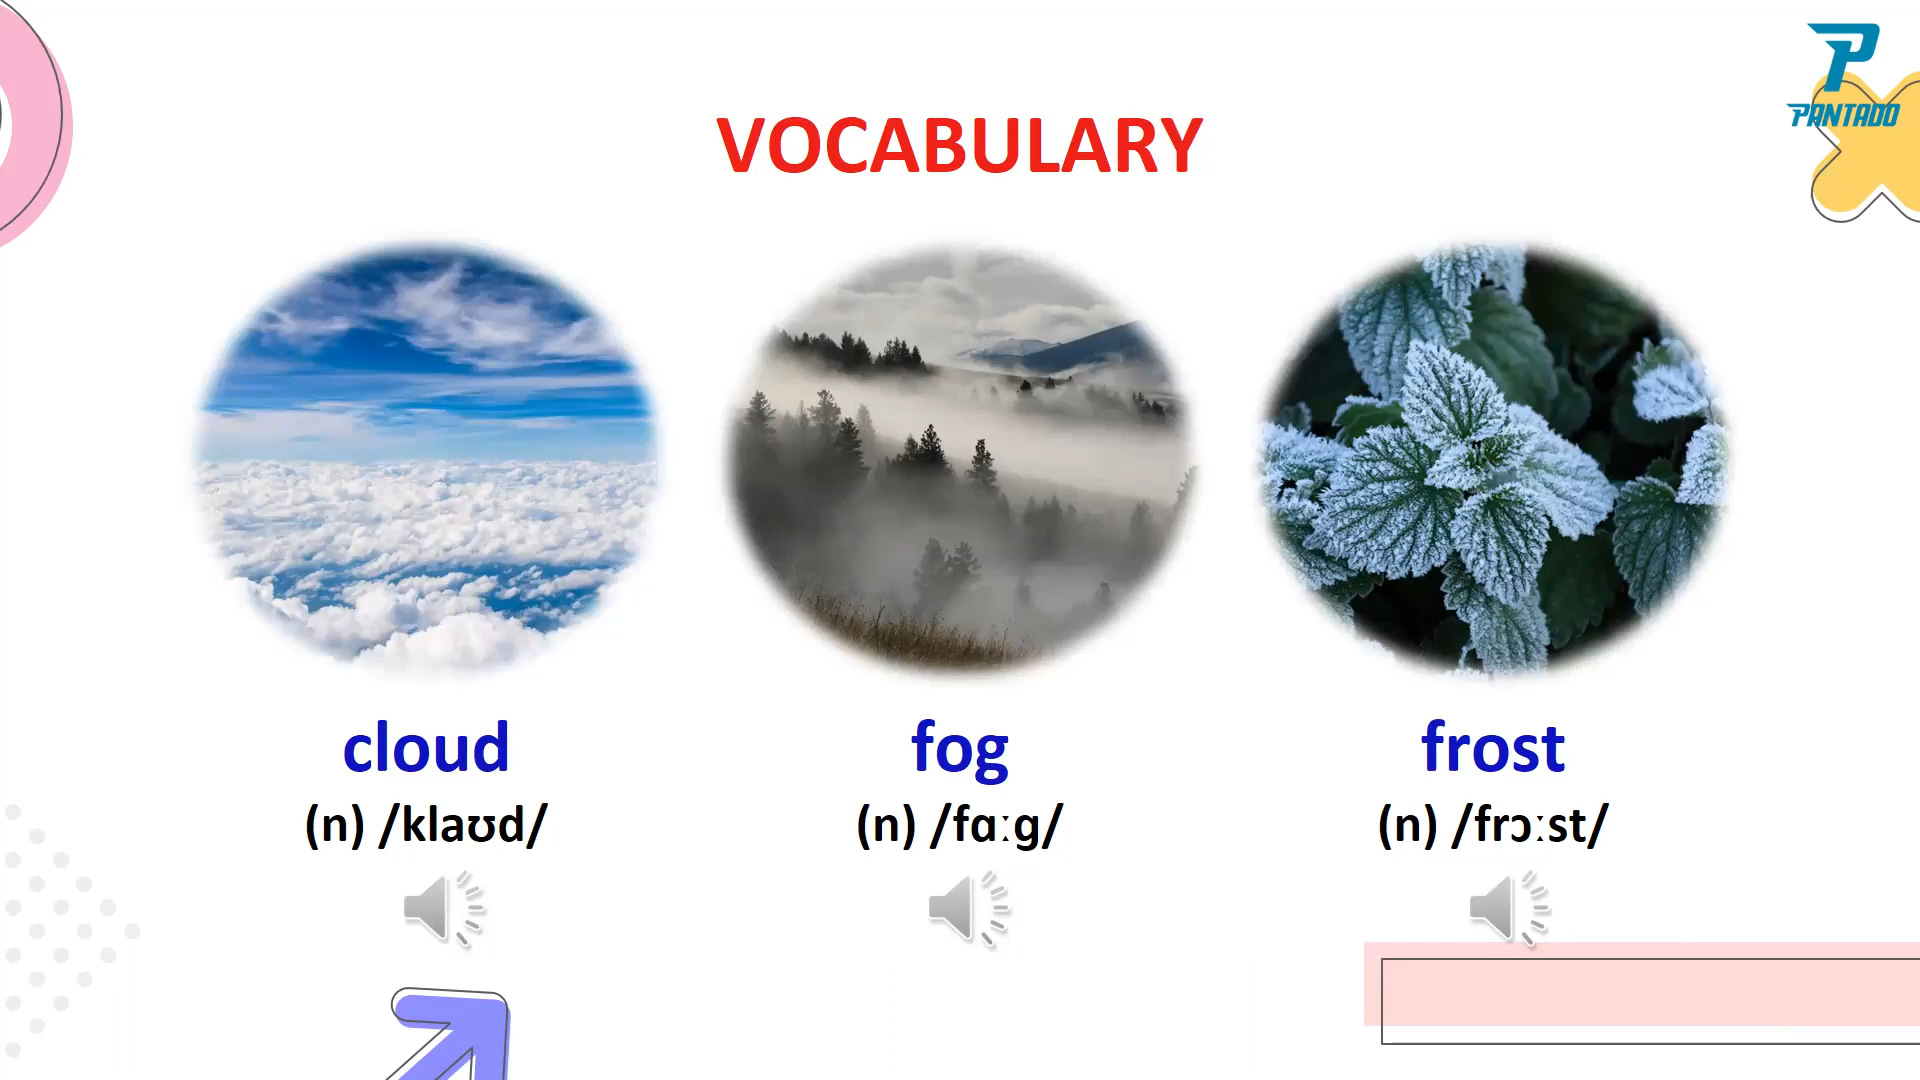 PANTADO
VOCABULARY
cloud
(n) /klaʊd/
fog
(n) /fɑːg/
frost
(n) /frɔːst/